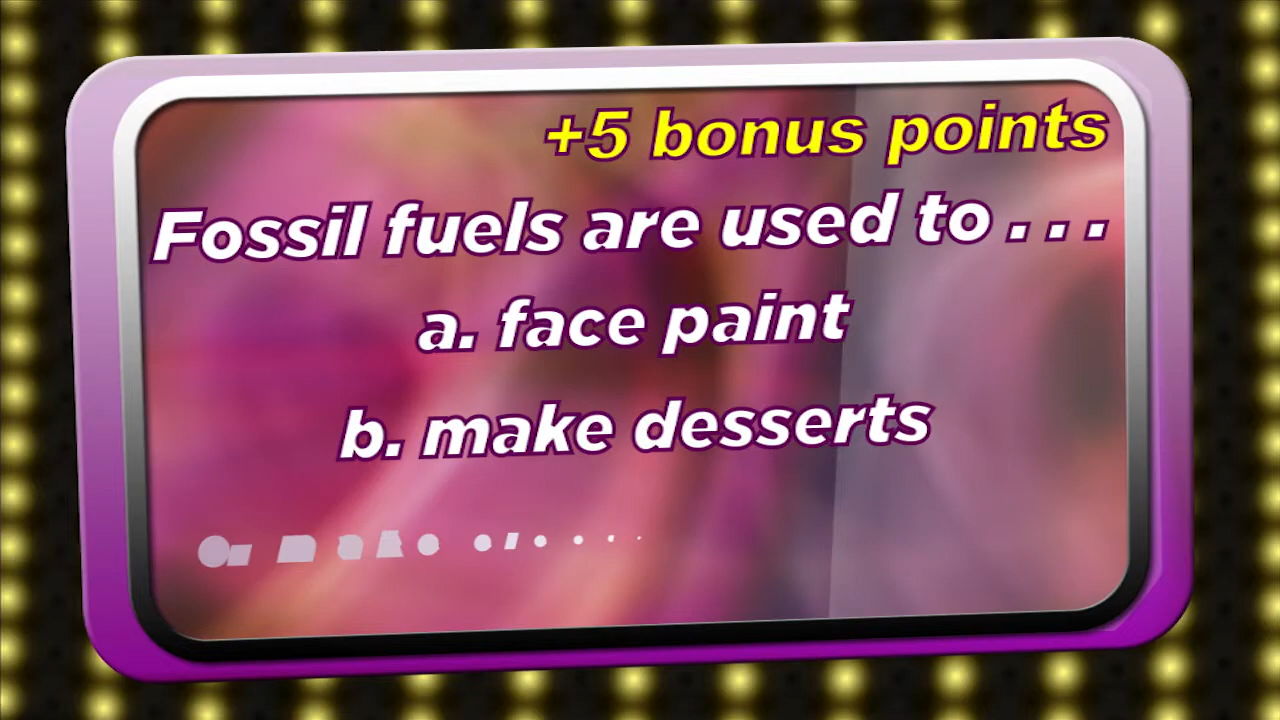 +5 bonus points
Fossil fuels are used to . . .
a. face paint
b. make desserts